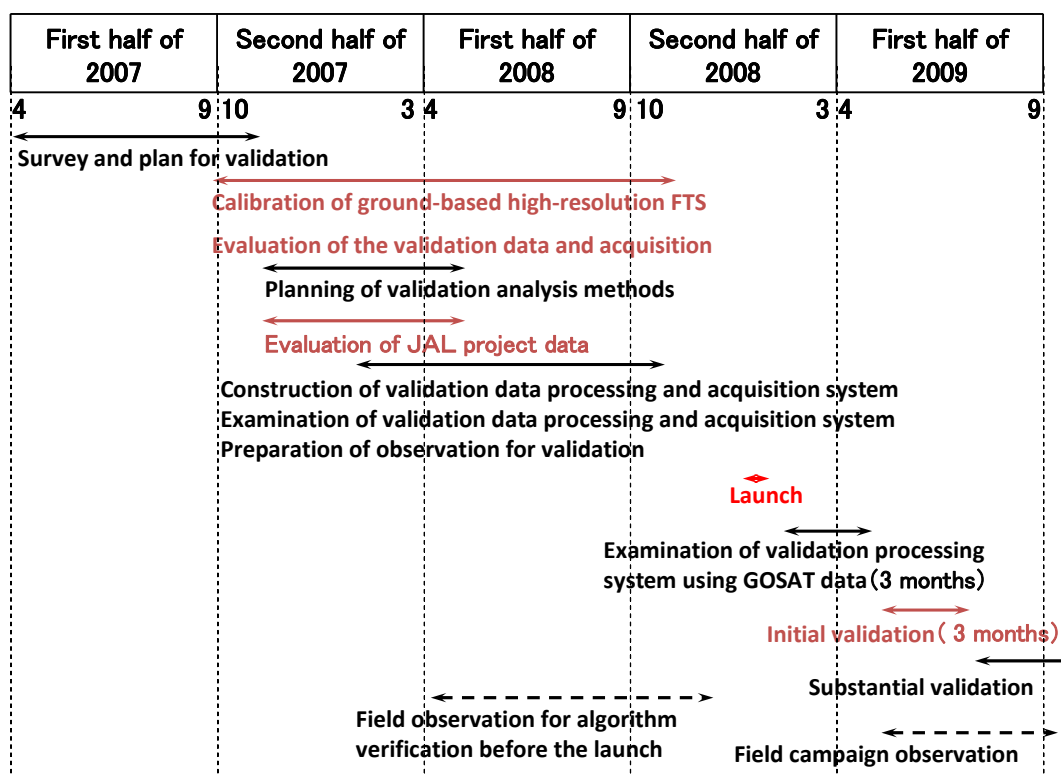 First half of
2007
Second half of
2007
First half of
2008
Second half of
2008
First half of
2009
4 9 10 3 4 9 10 3 4 9
Survey and plan for validation
Calibration of ground-based high-resolution FTS
Evaluation of the validation data and acquisition
Planning of validation analysis methods
Evaluation of JAL project data
Construction of validation data processing and acquisition system
Examination of validation data processing and acquisition system
Preparation of observation for validation
Launch
Examination of validation processing
system using GOSAT data(3 months)
Initial validation( 3 months)
Substantial validation
Field observation for algorithm
verification before the launch
Field campaign observation